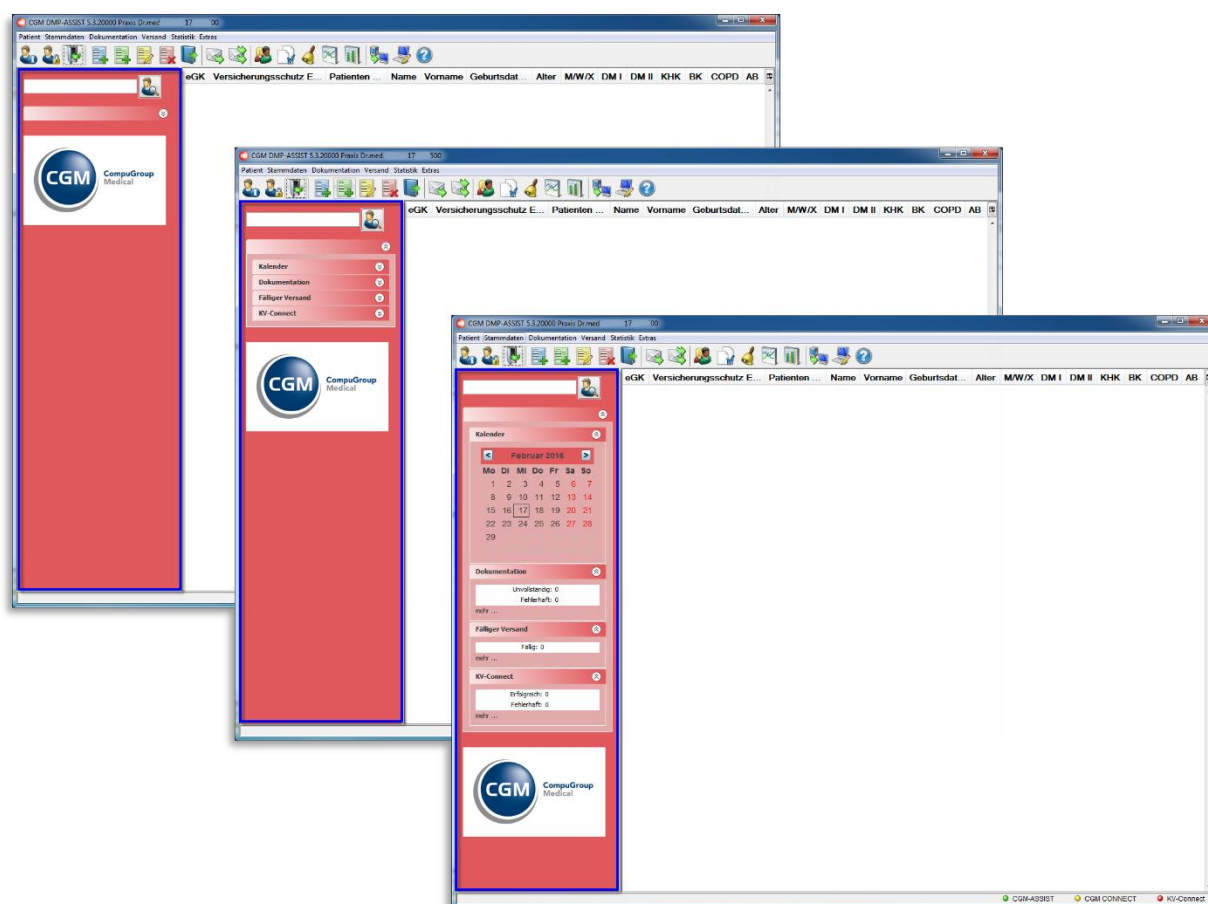 CGM DMP-ASSIST 5.3.20000 Praxis Dr.med 17 00
Patient Stammdaten Dokumentation Versand Statistik Extras
eGK Versicherungsschutz E... Patienten ... Name Vorname Geburtsdat... Alter M/W/X DM I DM II KHK BK COPD AB
CGM CompuGroup
Medical
CGM DMP-ASSIST 5.3.20000 Praxis Dr.med. 17 500
Patient Stammdaten Dokumentation Versand Statistik Extras
eGK Versicherungsschutz E... Patienten ... Name Vorname Geburtsdat... Alter M/W/X DM I DM II KHK BK COPD AB
Kalender
Dokumentation
Fälliger Versand
KV-Connect
CGM CompuGroup
Medical
CGM DMP-ASSIST 5.3.20000 Praxis Dr.med 17 00
Patient Stammdaten Dokumentation Versand Statistik Extras
eGK Versicherungsschutz E... Patienten ... Name Vorname Geburtsdat... Alter M/W/X DM I DM II KHK BK COPD AB
Kalender
< Februar 2016 >
Mo Di Mi Do Fr Sa So
1 2 3 4 5 6 7
8 9 10 11 12 13 14
15 16 17 18 19 20 21
22 23 24 25 26 27 28
29
Dokumentation
Unvollständig: 0
Fehlerhaft: 0
mehr ...
Fälliger Versand
Fällig: 0
mehr ...
KV-Connect
Erfolgreich: 0
Fehlerhaft: 0
mehr ...
CGM CompuGroup
Medical
CGM-ASSIST CGM CONNECT KV-Connect